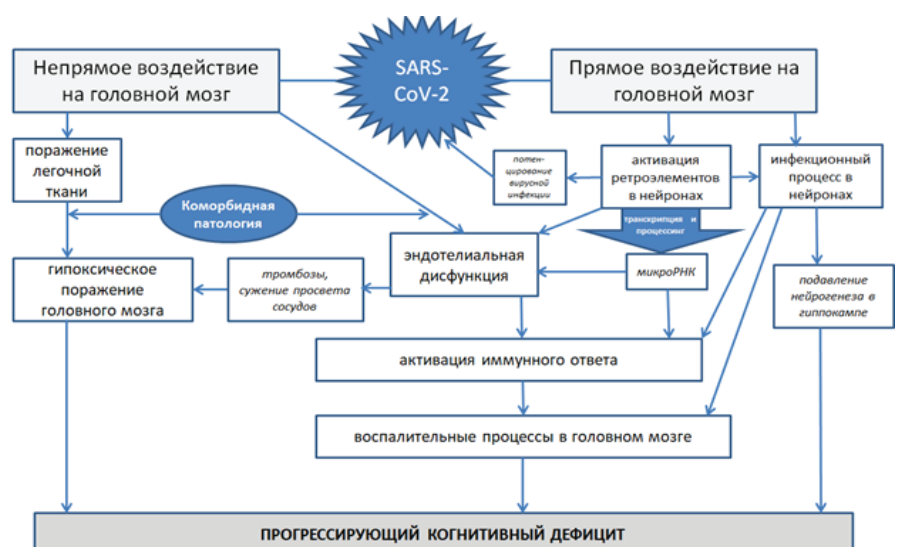 Непрямое воздействие
на головной мозг
SARS-
CoV-2
Прямое воздействие на
головной мозг
поражение
легочной
ткани
потен-
цирование
вирусной
инфекции
активация
ретроэлементов
в нейронах
инфекционный
процесс в
нейронах
Коморбидная
патология
транскрипция и
процессинг
гипоксическое
поражение
головного мозга
тромбозы,
сужение просвета
сосудов
эндотелиальная
дисфункция
микроРНК
подавление
нейрогенеза в
гиппокампе
активация иммунного ответа
воспалительные процессы в головном мозге
ПРОГРЕССИРУЮЩИЙ КОГНИТИВНЫЙ ДЕФИЦИТ